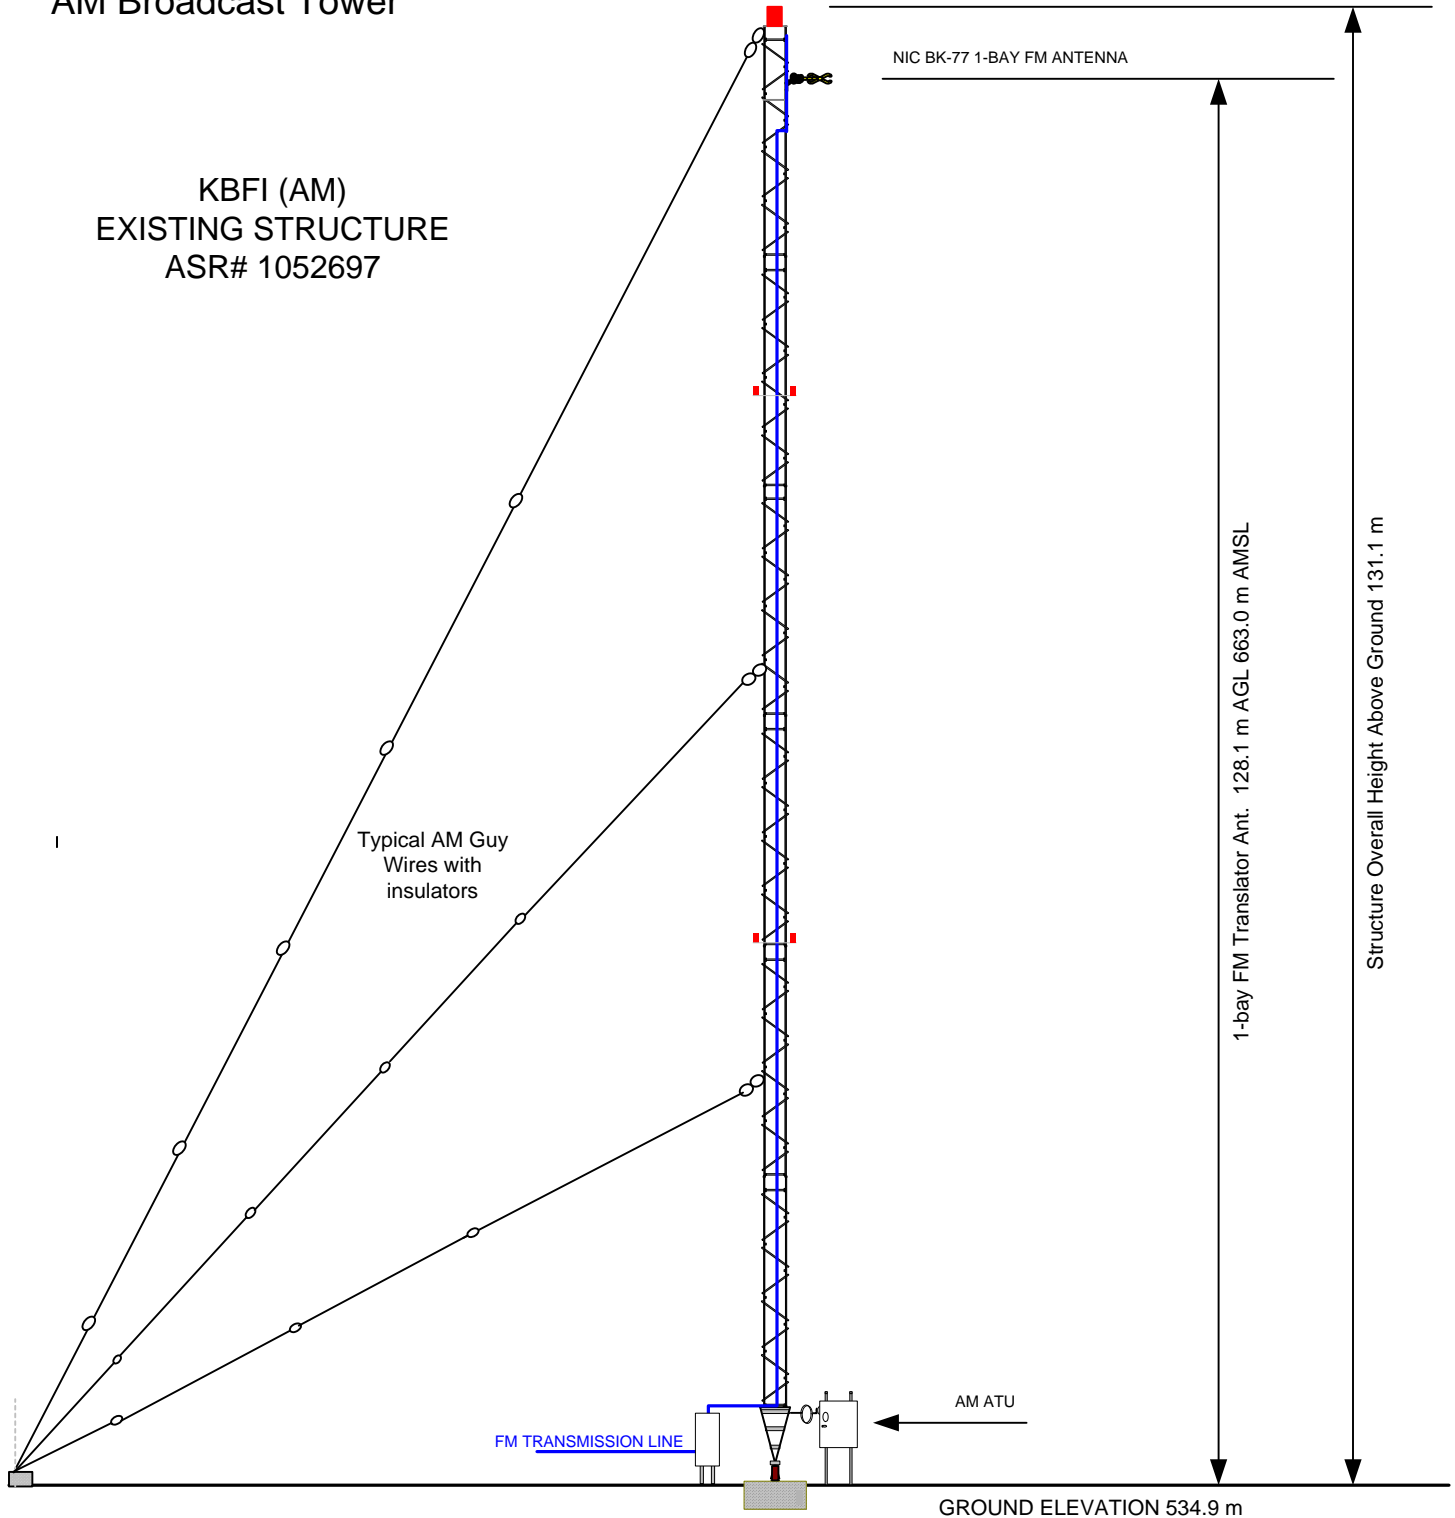 AM Broadcast Tower
NIC BK-77 1-BAY FM ANTENNA
KBFI (AM)
EXISTING STRUCTURE
ASR# 1052697
Typical AM Guy
Wires with
insulators
1-bay FM Translator Ant. 128.1 m AGL 663.0 m AMSL
Structure Overall Height Above Ground 131.1 m
AM ATU
FM TRANSMISSION LINE
GROUND ELEVATION 534.9 m